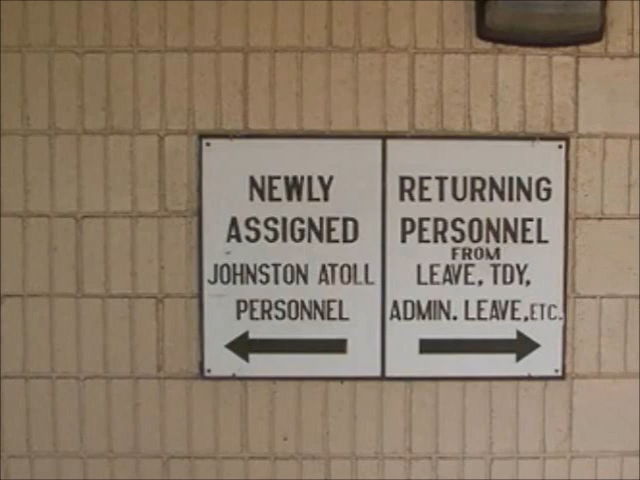 NEWLY
ASSIGNED
JOHNSTON ATOLL
PERSONNEL
RETURNING
PERSONNEL
FROM
LEAVE, TDY,
ADMIN. LEAVE, ETC.